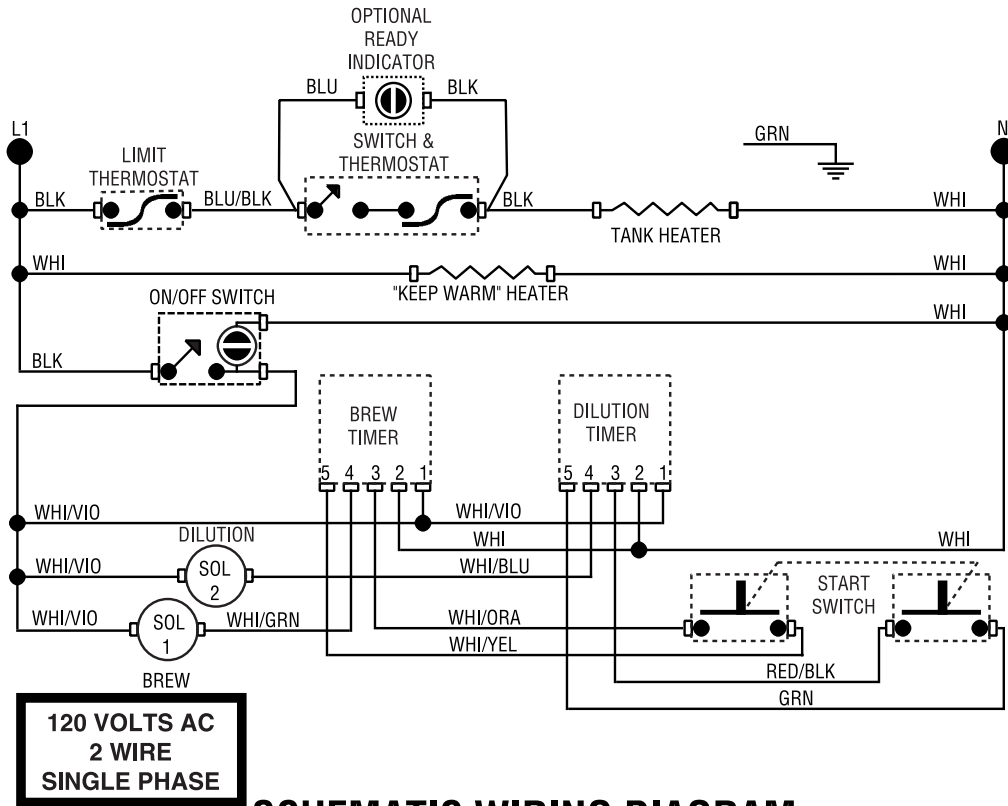 OPTIONAL
READY
INDICATOR
BLU
BLK
L1
LIMIT
THERMOSTAT
SWITCH &
THERMOSTAT
GRN
N
BLK
BLU/BLK
BLK
WHI
TANK HEATER
WHI
WHI
"KEEP WARM" HEATER
ON/OFF SWITCH
WHI
BLK
BREW
TIMER
DILUTION
TIMER
5 4 3 2 1
5 4 3 2 1
WHI/VIO
WHI/VIO
DILUTION
WHI
WHI
WHI/VIO
SOL
2
WHI/BLU
START
SWITCH
WHI/VIO
SOL
1
WHI/GRN
WHI/ORA
WHI/YEL
BREW
RED/BLK
GRN
120 VOLTS AC
2 WIRE
SINGLE PHASE
SCHEMATIC WIRING DIAGRAM